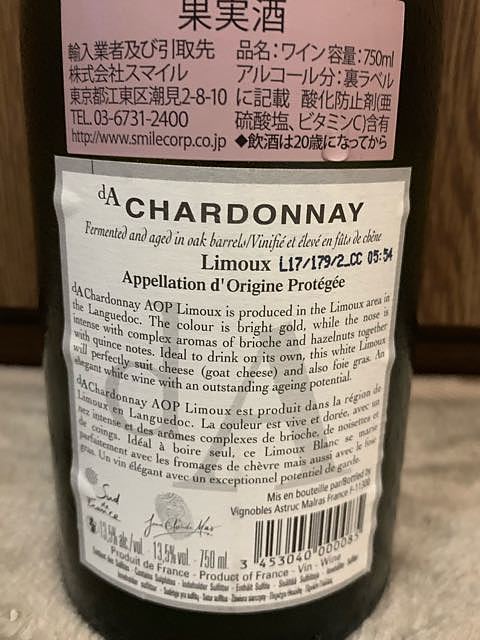 果実酒
輸入業者及び引取先 品名:ワイン 容量:750ml
株式会社スマイル アルコール分:裏ラベル
東京都江東区潮見2-8-10 に記載 酸化防止剤(亜
TEL.03-6731-2400 硫酸塩、ビタミンC)含有
http://www.smilecorp.co.jp ◆飲酒は20歳になってから
dA CHARDONNAY
Fermented and aged in oak barrels/Vinifié et élevé en fûts de chêne
Limoux L17/179/2_CC 05:54
Appellation d'Origine Protégée
dAChardonnay AOP Limoux is produced in the Limoux area in
the Languedoc. The colour is bright gold, while the nose is
intense with complex aromas of brioche and hazelnuts together
with quince notes. Ideal to drink on its own, this white Limoux
will perfectly suit cheese (goat cheese) and also foie gras. An
elegant white wine with an outstanding ageing potential.
dAChardonnay AOP Limoux est produit dans la région de
Limoux en Languedoc. La couleur est vive et dorée, avec un
nez intense et des arômes complexes de brioche, de noisettes et
de coings. Idéal à boire seul, ce Limoux Blanc se marie
parfaitement avec les fromages de chèvre mais aussi avec le foie
gras. Un vin élégant avec un exceptionnel potentiel de garde.
Mis en bouteille par/Bottled by
Vignobles Astruc Malras France F-11300
Sud de
France
13,5% alc./vol. - 13,5% vol. - 750 ml
3 453040 000085
Produit de France - Product of France - Vin - Wine